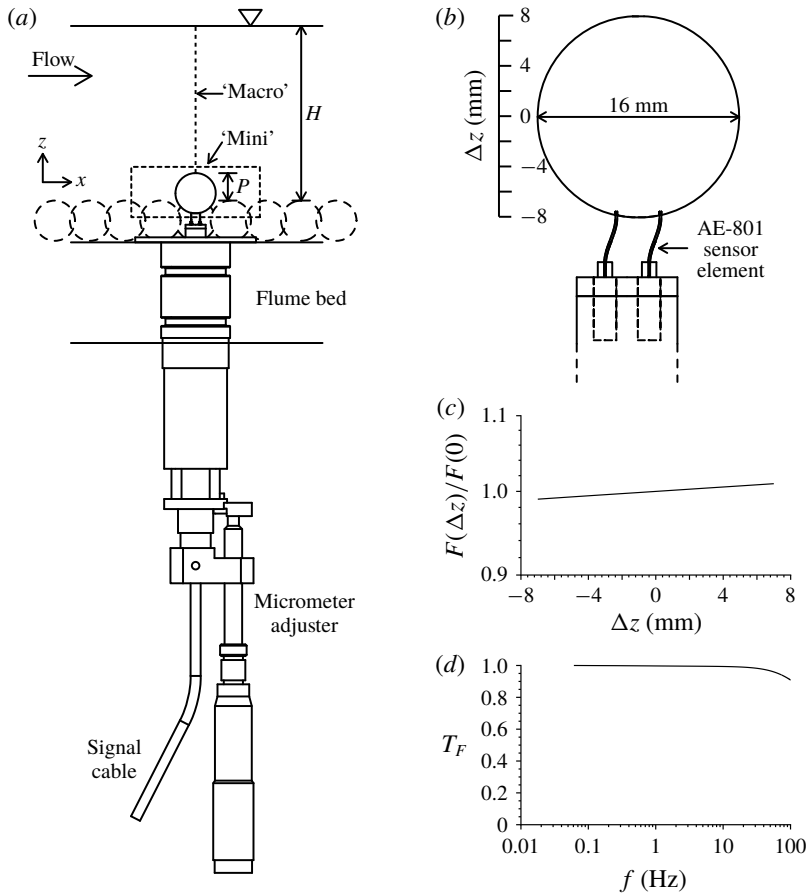 (a)
Flow
'Macro'
H
'Mini'
z
x
P
Flume bed
Micrometer
adjuster
Signal
cable
(b)
Δz (mm)
8
4
0
−4
−8
16 mm
AE-801
sensor
element
(c)
F(Δz)/F(0)
1.1
1.0
0.9
−8
−4
0
4
8
Δz (mm)
(d)
T_F
1.0
0.8
0.6
0.4
0.2
0
0.01
0.1
1
10
100
f (Hz)